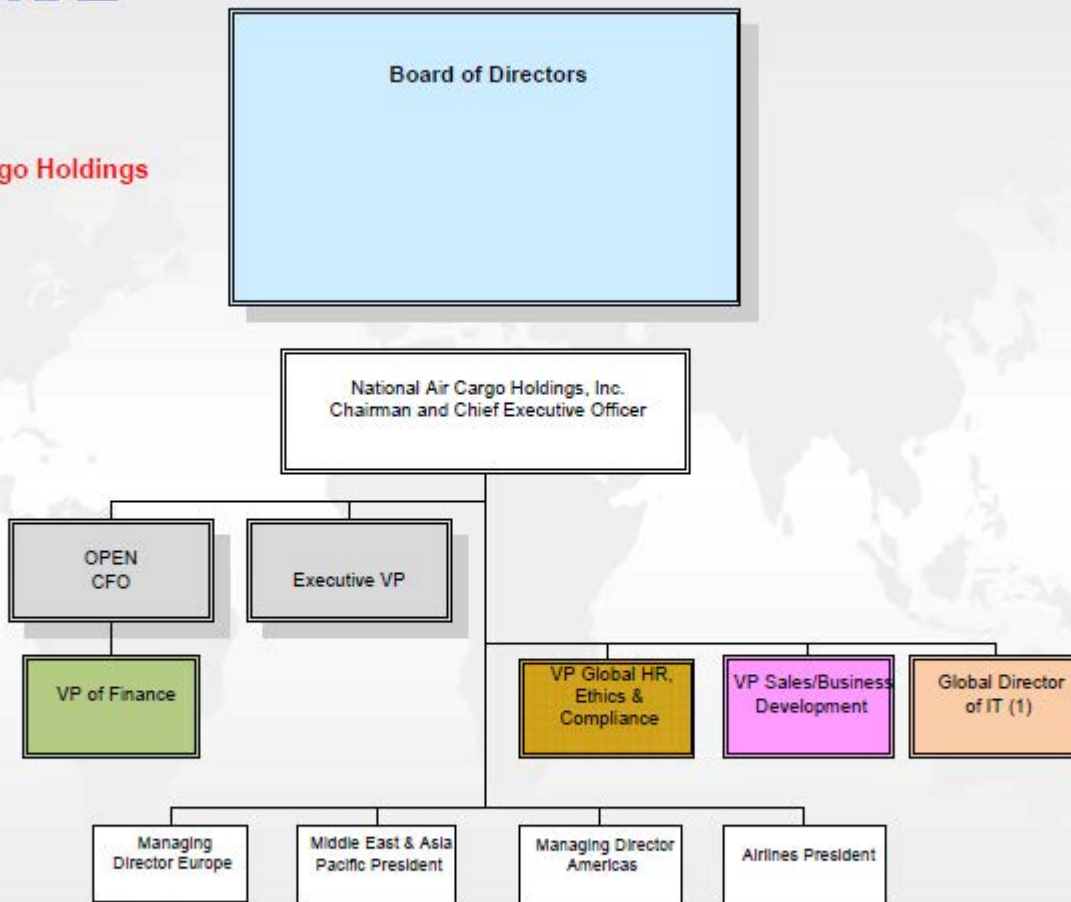 Board of Directors
go Holdings
National Air Cargo Holdings, Inc.
Chairman and Chief Executive Officer
OPEN
CFO
Executive VP
VP of Finance
VP Global HR,
Ethics &
Compliance
VP Sales/Business
Development
Global Director
of IT (1)
Managing
Director Europe
Middle East & Asia
Pacific President
Managing Director
Americas
Airlines President